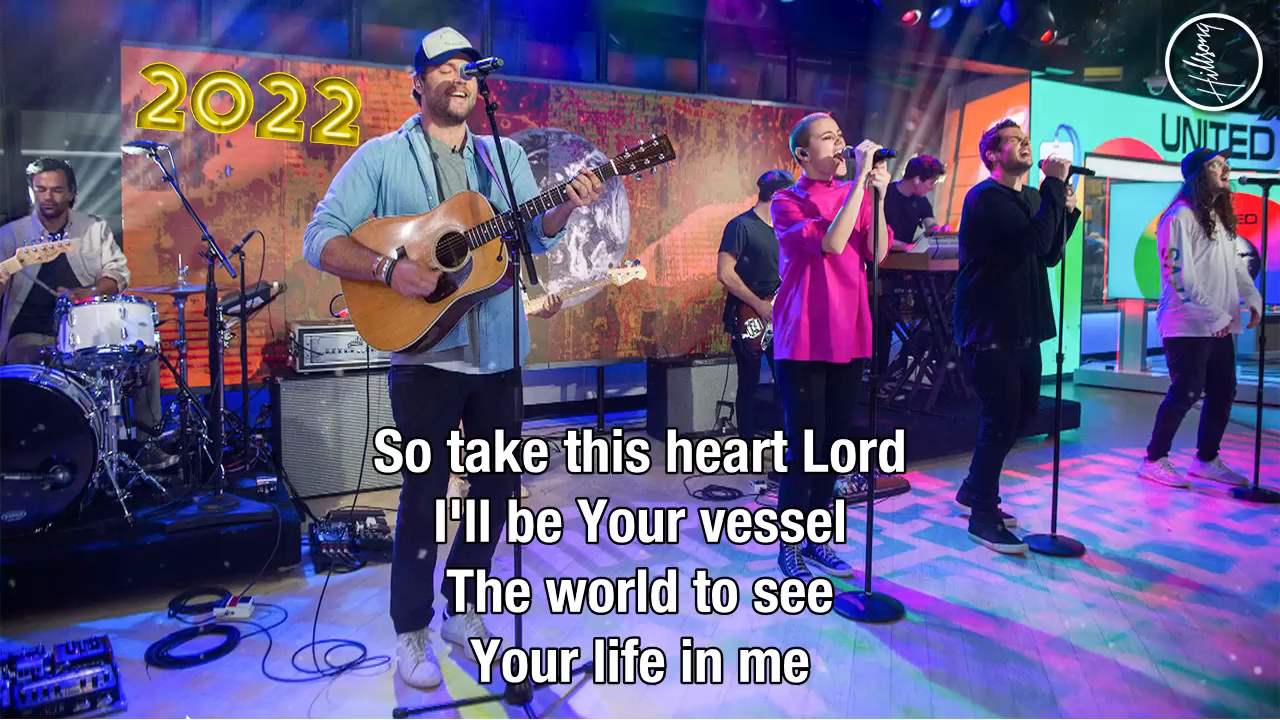 2022
Hillsong
UNITED
So take this heart Lord
I'll be Your vessel
The world to see
Your life in me